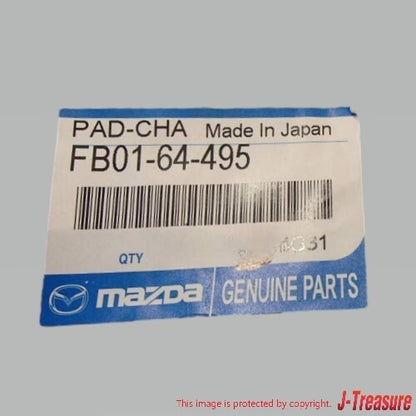 PAD-CHA Made In Japan
FB01-64-495
QTY
mazda GENUINE PARTS
This image is protected by copyright. J-Treasure